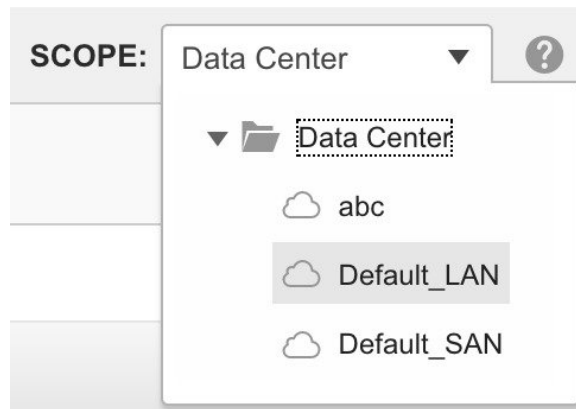 SCOPE: Data Center ?
Data Center
abc
Default_LAN
Default_SAN